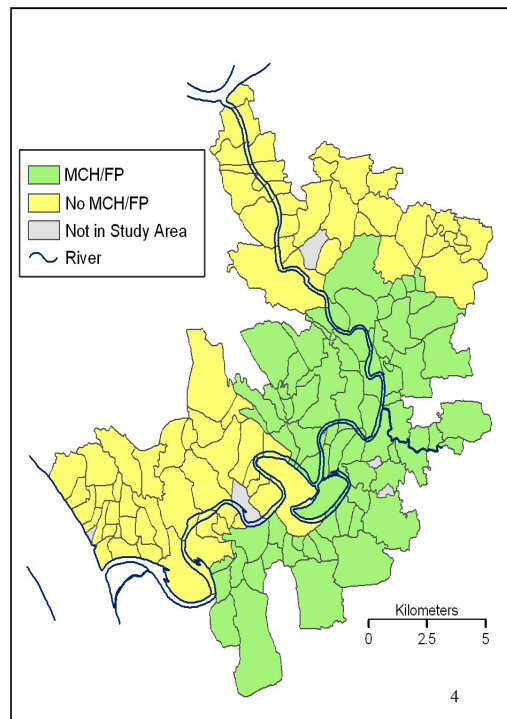 MCH/FP
No MCH/FP
Not in Study Area
River
Kilometers
0 2.5 5
4